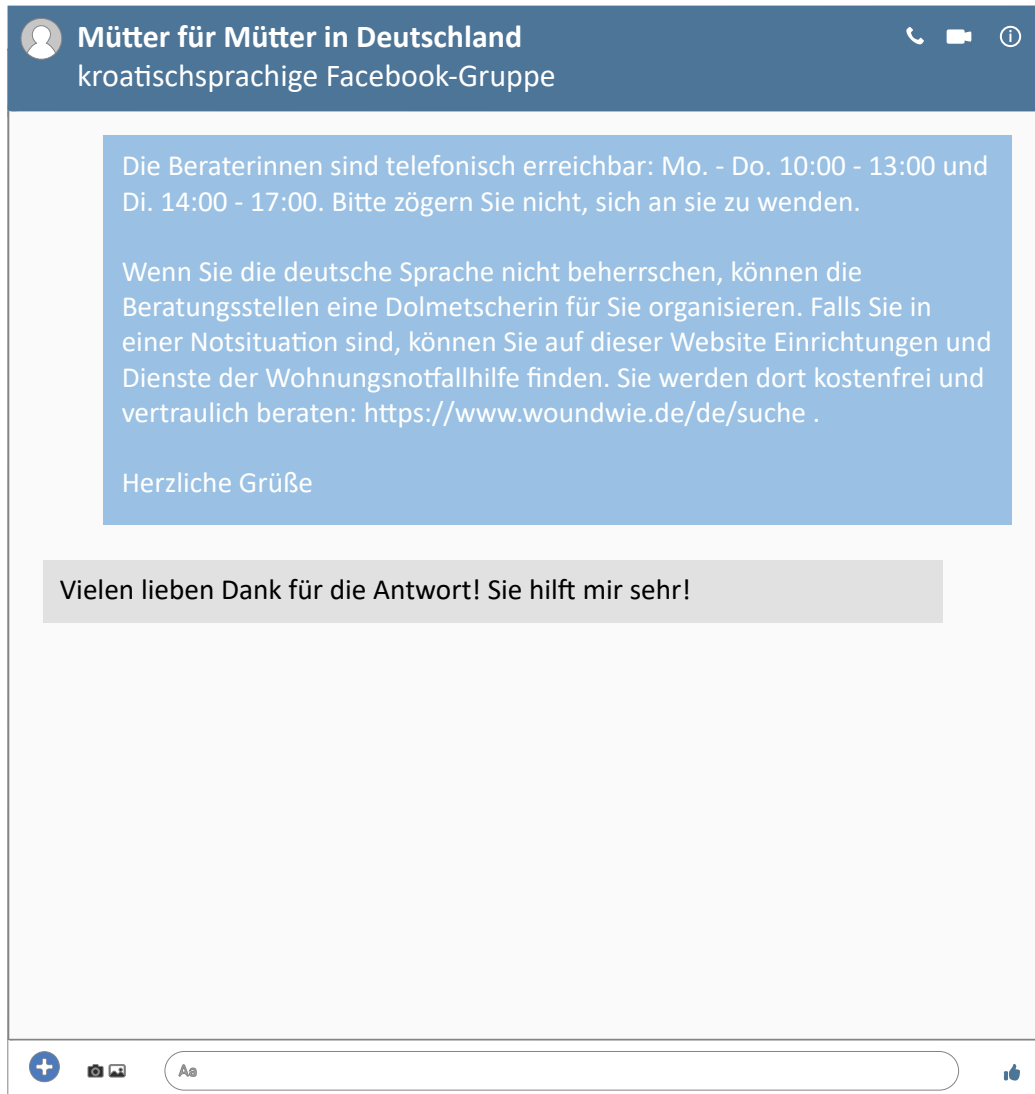 Mütter für Mütter in Deutschland
kroatischsprachige Facebook-Gruppe
Die Beraterinnen sind telefonisch erreichbar: Mo. - Do. 10:00 - 13:00 und
Di. 14:00 - 17:00. Bitte zögern Sie nicht, sich an sie zu wenden.
Wenn Sie die deutsche Sprache nicht beherrschen, können die
Beratungsstellen eine Dolmetscherin für Sie organisieren. Falls Sie in
einer Notsituation sind, können Sie auf dieser Website Einrichtungen und
Dienste der Wohnungsnotfallhilfe finden. Sie werden dort kostenfrei und
vertraulich beraten: https://www.woundwie.de/de/suche .
Herzliche Grüße
Vielen lieben Dank für die Antwort! Sie hilft mir sehr!
Aa